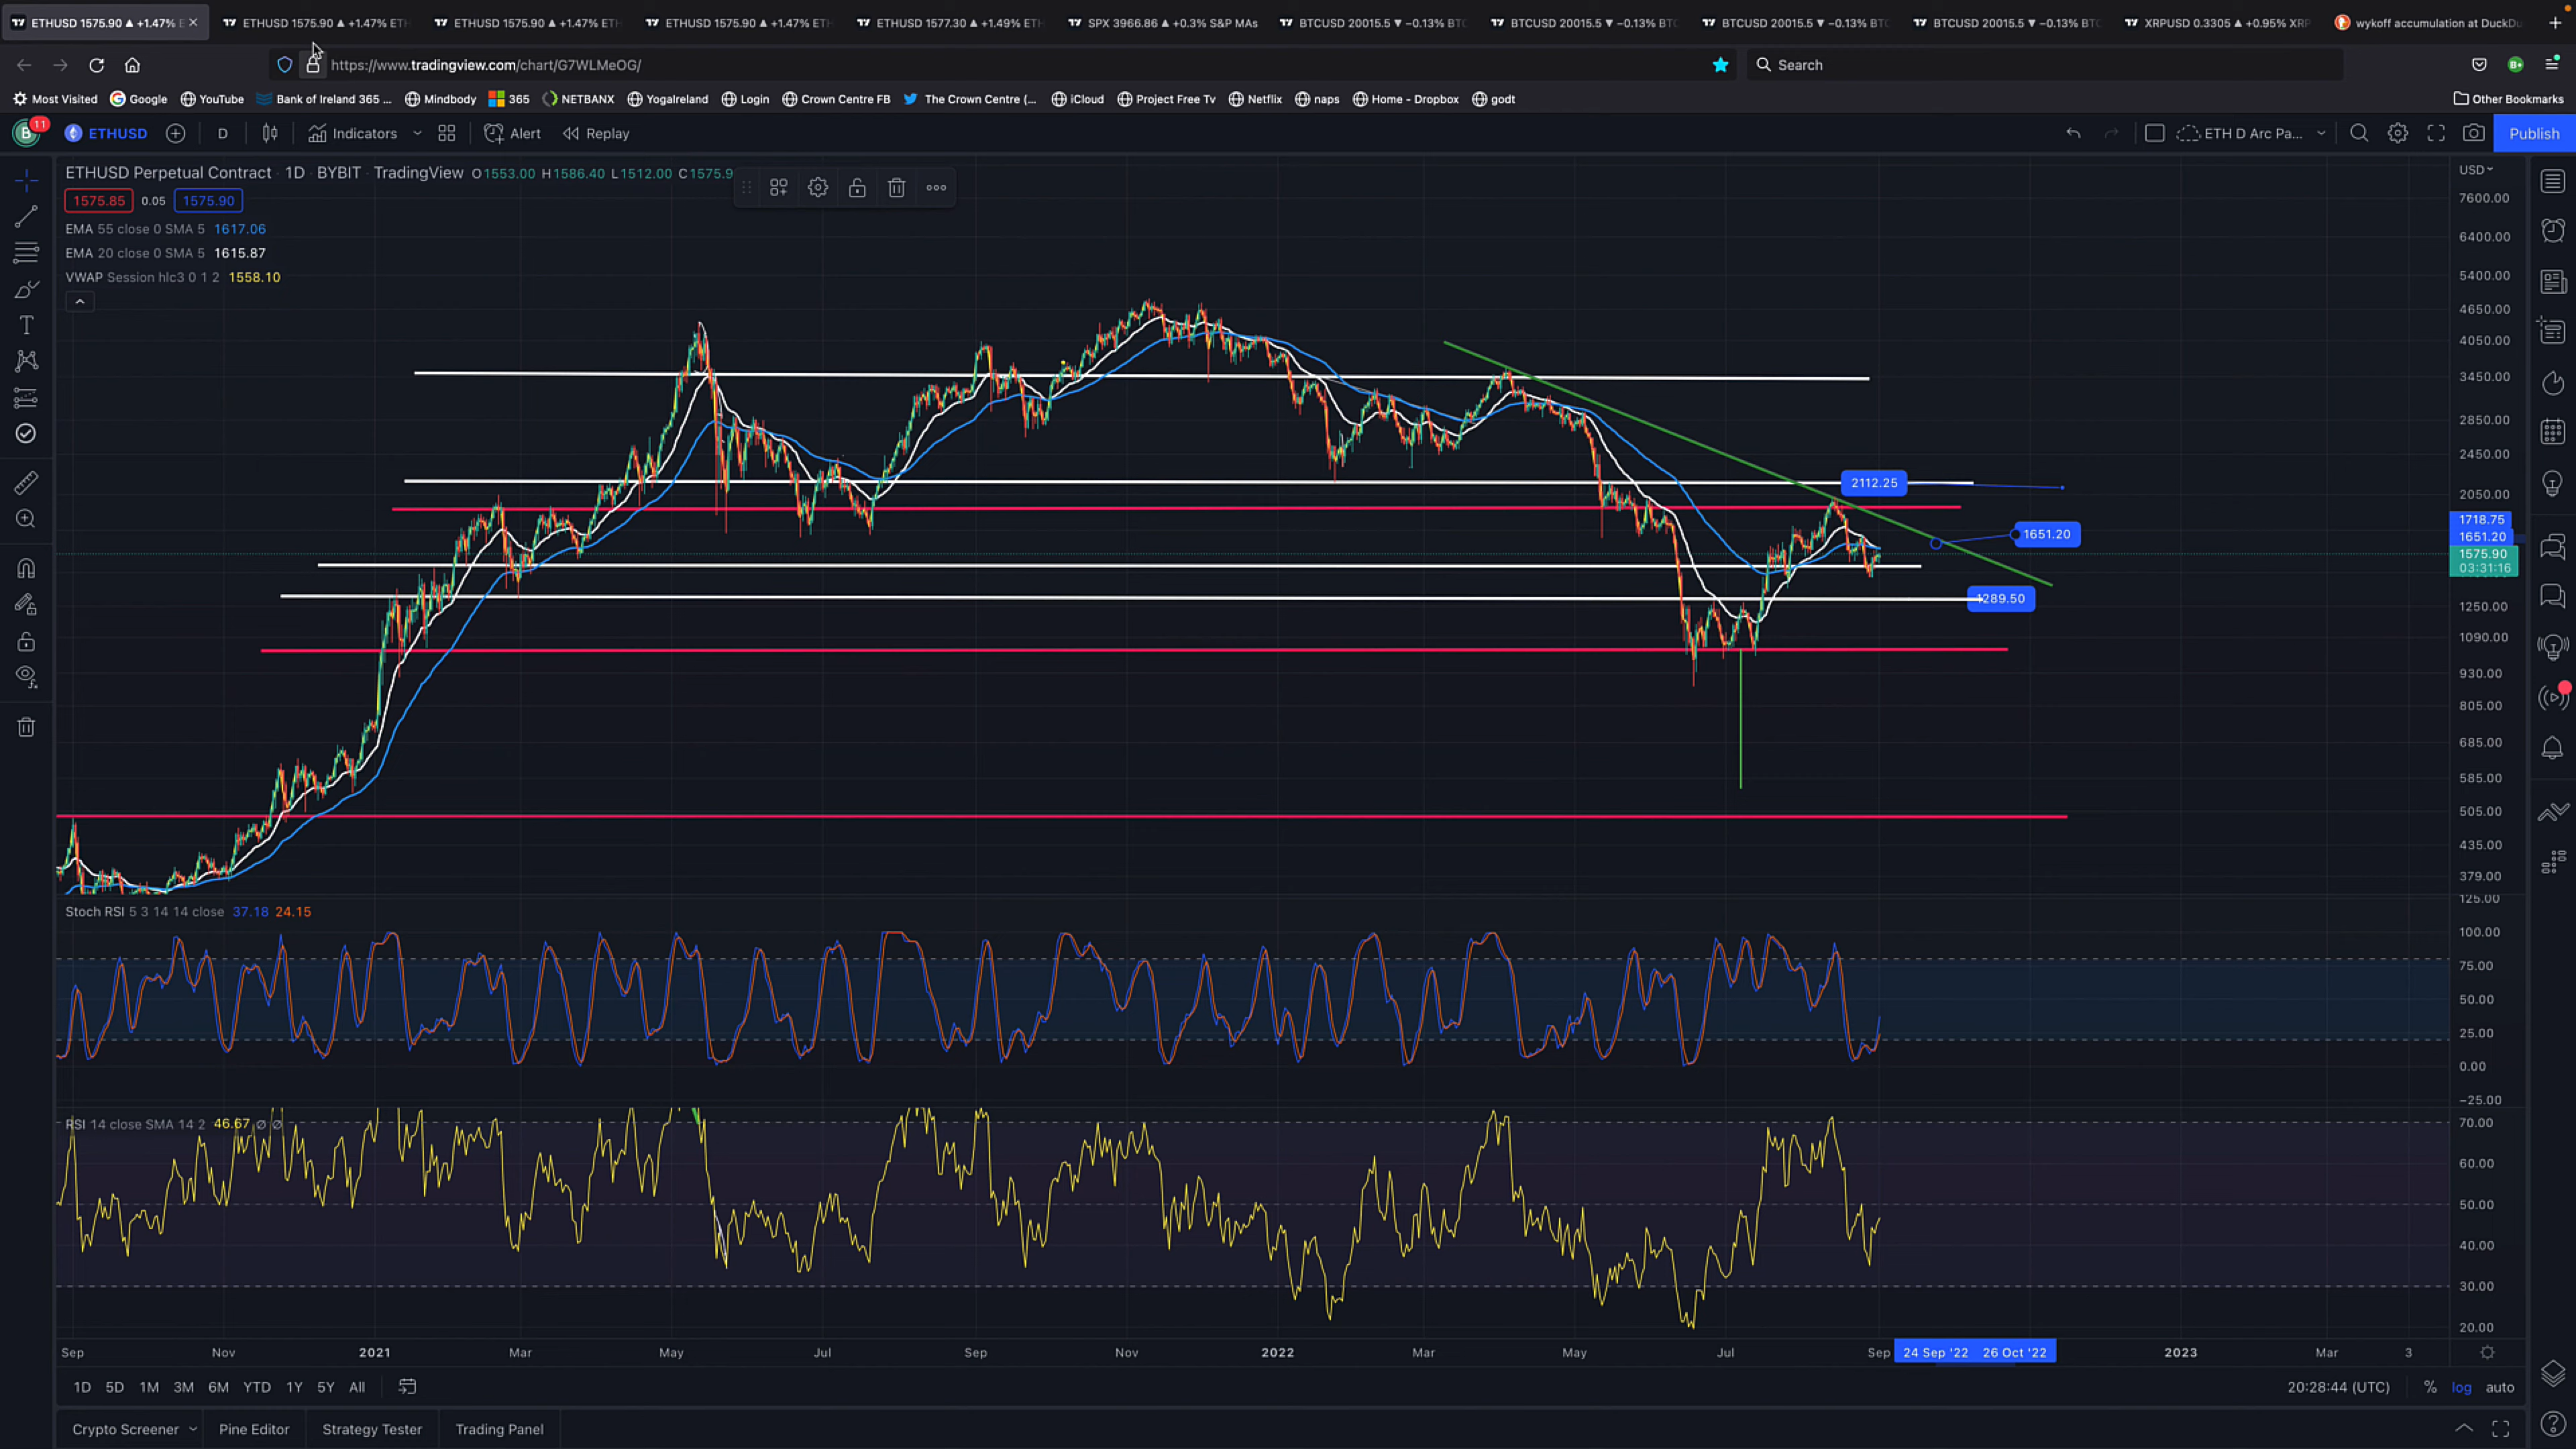 ETHUSD 1575.90 ▲ +1.47% E
ETHUSD 1575.90 ▲ +1.47% ETH
ETHUSD 1575.90 ▲ +1.47% ETH
ETHUSD 1575.90 ▲ +1.47% ETH
ETHUSD 1577.30 ▲ +1.49% ETH
SPX 3966.86 ▲ +0.3% S&P MAs
BTCUSD 20015.5 ▼ −0.13% BTC
BTCUSD 20015.5 ▼ −0.13% BTC
BTCUSD 20015.5 ▼ −0.13% BTC
BTCUSD 20015.5 ▼ −0.13% BTC
XRPUSD 0.3305 ▲ +0.95% XRP
wykoff accumulation at DuckDu
https://www.tradingview.com/chart/G7WLMeOG/
Search
Most Visited Google YouTube Bank of Ireland 365 ... Mindbody 365 NETBANX YogaIreland Login Crown Centre FB The Crown Centre (... iCloud Project Free Tv Netflix naps Home - Dropbox godt Other Bookmarks
B 11 ETHUSD D Indicators Alert Replay ETH D Arc Pa... Publish
ETHUSD Perpetual Contract · 1D · BYBIT · TradingView O1553.00 H1586.40 L1512.00 C1575.9
1575.85 0.05 1575.90
EMA 55 close 0 SMA 5 1617.06
EMA 20 close 0 SMA 5 1615.87
VWAP Session hlc3 0 1 2 1558.10
USD
7600.00
6400.00
5400.00
4650.00
4050.00
3450.00
2850.00
2450.00
2112.25
2050.00
1718.75
1651.20
1651.20
1575.90
03:31:16
1289.50
1250.00
1090.00
930.00
805.00
685.00
585.00
505.00
435.00
379.00
Stoch RSI 5 3 14 14 close 37.18 24.15
125.00
100.00
75.00
50.00
25.00
0.00
−25.00
RSI 14 close SMA 14 2 46.67 ∅ ∅
70.00
60.00
50.00
40.00
30.00
20.00
Sep Nov 2021 Mar May Jul Sep Nov 2022 Mar May Jul Sep 24 Sep '22 26 Oct '22 2023 Mar 3
1D 5D 1M 3M 6M YTD 1Y 5Y All 20:28:44 (UTC) % log auto
Crypto Screener Pine Editor Strategy Tester Trading Panel